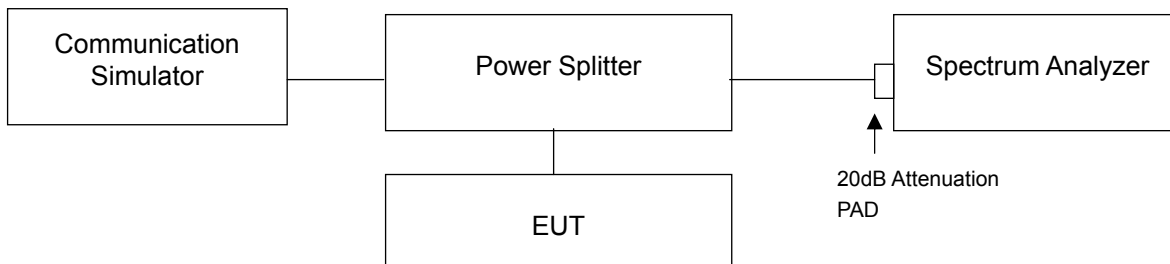 Communication
Simulator
Power Splitter
Spectrum Analyzer
20dB Attenuation
PAD
EUT